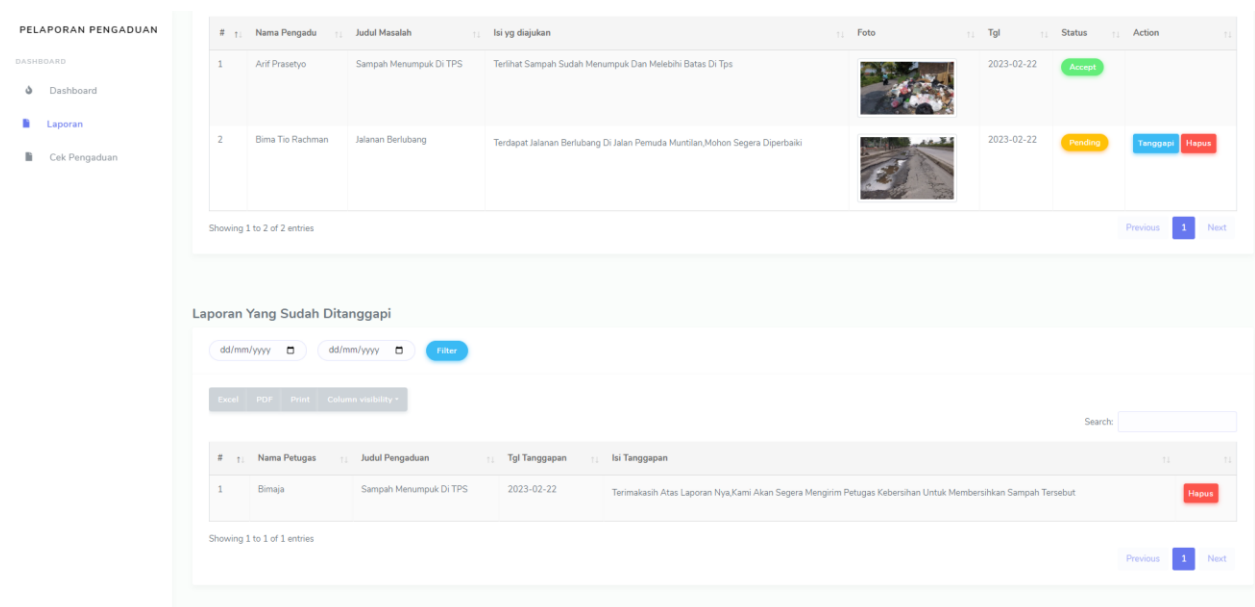 PELAPORAN PENGADUAN
DASHBOARD
Dashboard
Laporan
Cek Pengaduan
# Nama Pengadu Judul Masalah Isi yg diajukan Foto Tgl Status Action
1 Arif Prasetyo Sampah Menumpuk Di TPS Terlihat Sampah Sudah Menumpuk Dan Melebihi Batas Di Tps 2023-02-22 Accept
2 Bima Tio Rachman Jalanan Berlubang Terdapat Jalanan Berlubang Di Jalan Pemuda Muntilan,Mohon Segera Diperbaiki 2023-02-22 Pending Tanggapi Hapus
Showing 1 to 2 of 2 entries
Previous 1 Next
Laporan Yang Sudah Ditanggapi
dd/mm/yyyy dd/mm/yyyy Filter
Excel PDF Print Column visibility
Search:
# Nama Petugas Judul Pengaduan Tgl Tanggapan Isi Tanggapan
1 Bimaja Sampah Menumpuk Di TPS 2023-02-22 Terimakasih Atas Laporan Nya,Kami Akan Segera Mengirim Petugas Kebersihan Untuk Membersihkan Sampah Tersebut Hapus
Showing 1 to 1 of 1 entries
Previous 1 Next